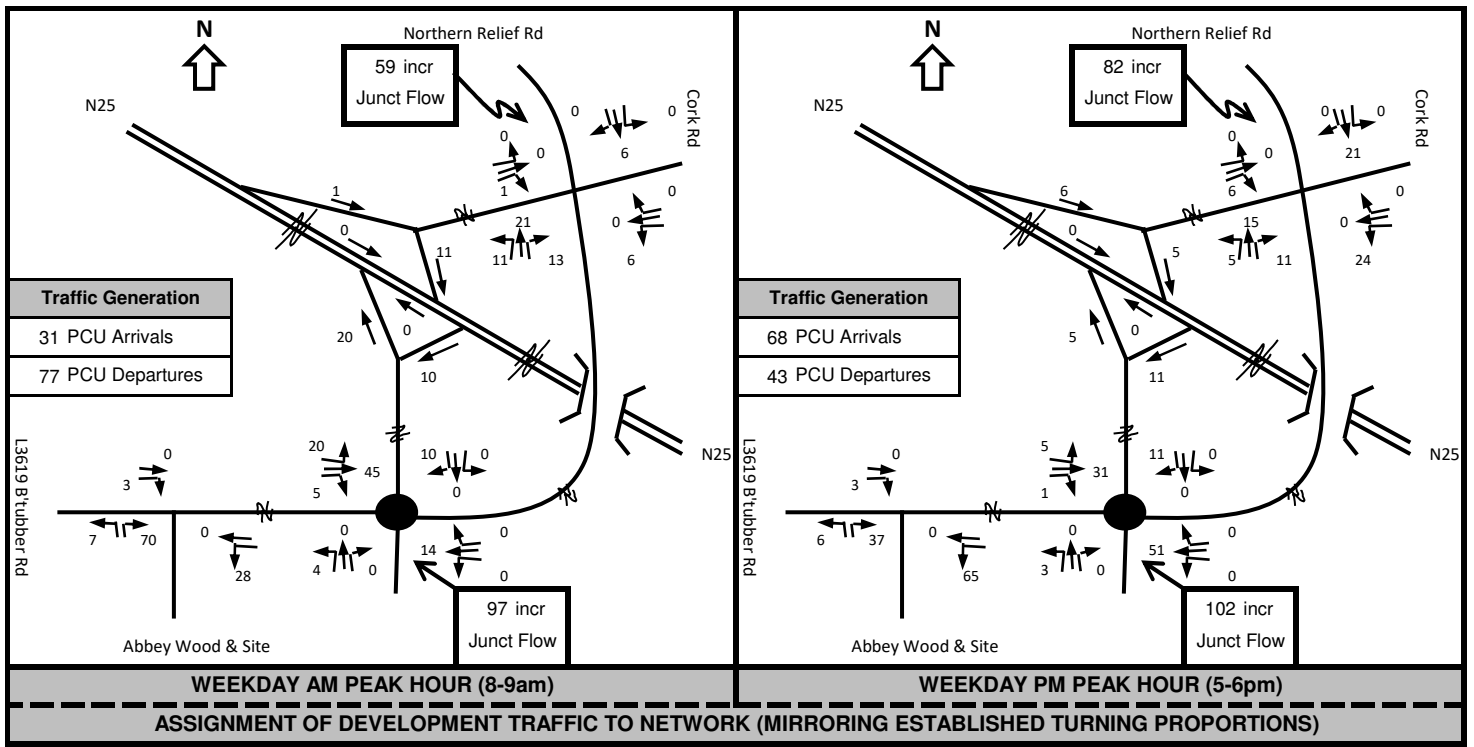 N
Northern Relief Rd
59 incr
Junct Flow
N25
Cork Rd
0
0
0
0
6
1
1
0
21
0
0
11
11
13
6
Traffic Generation
31 PCU Arrivals
77 PCU Departures
20
0
10
N25
L3619 B'tubber Rd
0
3
20
45
5
10
0
0
7
70
0
28
0
4
0
14
0
0
97 incr
Junct Flow
Abbey Wood & Site
WEEKDAY AM PEAK HOUR (8-9am)
N
Northern Relief Rd
82 incr
Junct Flow
N25
Cork Rd
0
0
0
0
21
6
6
0
15
0
0
5
5
11
24
Traffic Generation
68 PCU Arrivals
43 PCU Departures
5
0
11
N25
L3619 B'tubber Rd
0
3
5
31
1
11
0
0
6
37
0
65
0
3
0
51
0
0
102 incr
Junct Flow
Abbey Wood & Site
WEEKDAY PM PEAK HOUR (5-6pm)
ASSIGNMENT OF DEVELOPMENT TRAFFIC TO NETWORK (MIRRORING ESTABLISHED TURNING PROPORTIONS)